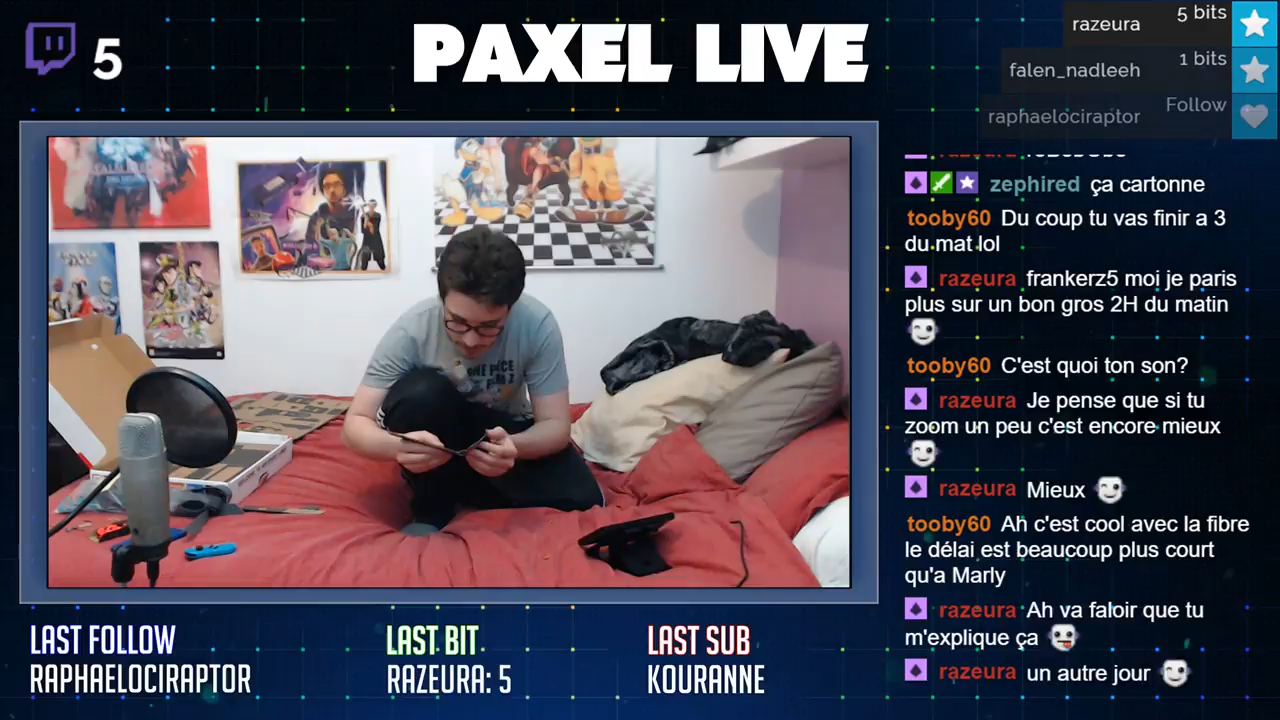 5
PAXEL LIVE
razeura 5 bits
falen_nadleeh 1 bits
raphaelociraptor Follow
zephired ça cartonne
tooby60 Du coup tu vas finir a 3
du mat lol
razeura frankerz5 moi je paris
plus sur un bon gros 2H du matin
tooby60 C'est quoi ton son?
razeura Je pense que si tu
zoom un peu c'est encore mieux
razeura Mieux
tooby60 Ah c'est cool avec la fibre
le délai est beaucoup plus court
qu'a Marly
razeura Ah va faloir que tu
m'explique ça
razeura un autre jour
LAST FOLLOW
RAPHAELOCIRAPTOR
LAST BIT
RAZEURA: 5
LAST SUB
KOURANNE